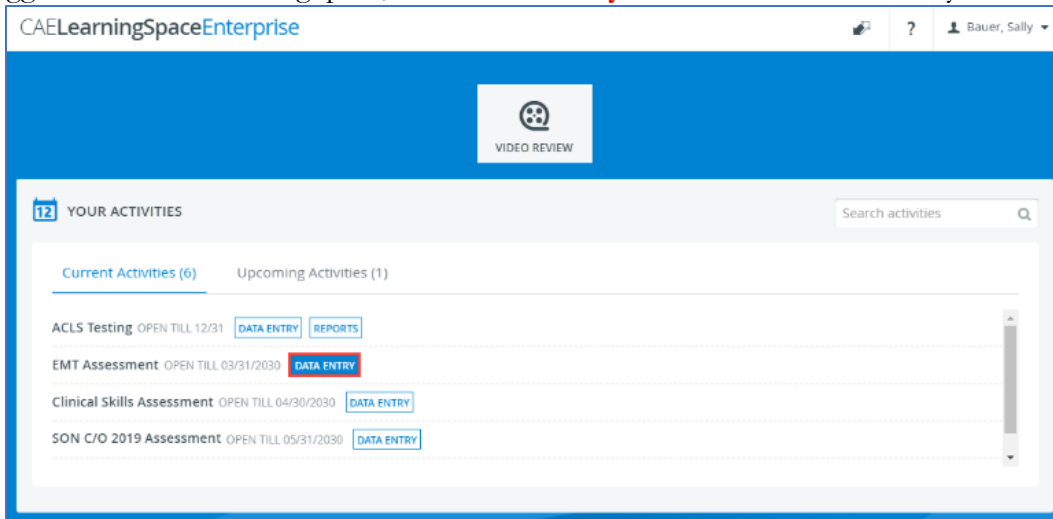 CAELearningSpaceEnterprise
? Bauer, Sally
VIDEO REVIEW
12 YOUR ACTIVITIES
Search activities
Current Activities (6) Upcoming Activities (1)
ACLS Testing OPEN TILL 12/31 DATA ENTRY REPORTS
EMT Assessment OPEN TILL 03/31/2030 DATA ENTRY
Clinical Skills Assessment OPEN TILL 04/30/2030 DATA ENTRY
SON C/O 2019 Assessment OPEN TILL 05/31/2030 DATA ENTRY